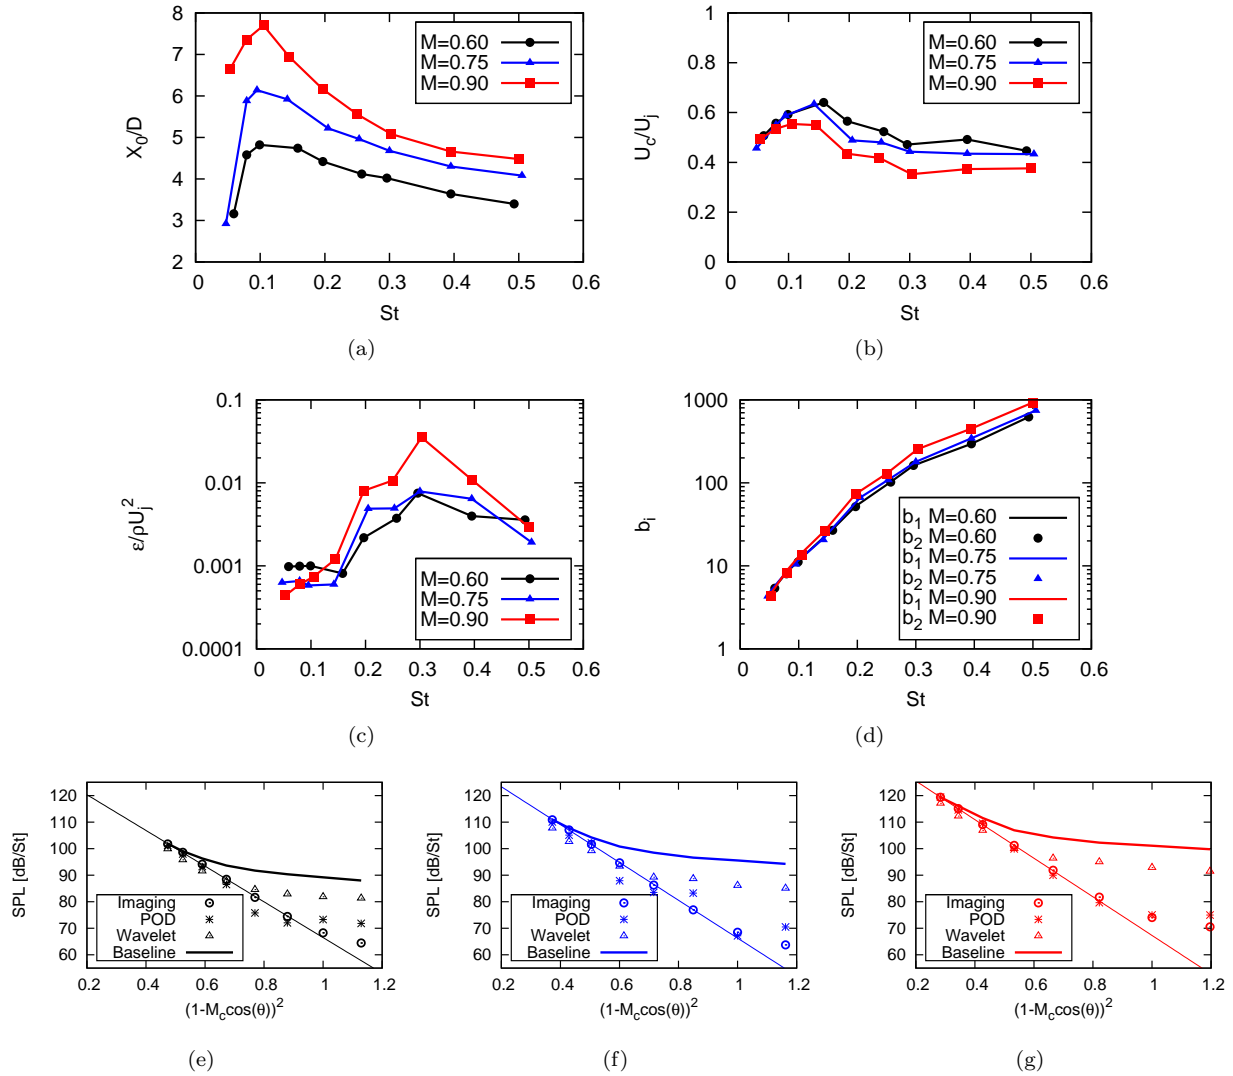 8
7
6
5
4
3
2
X0/D
0
0.1
0.2
0.3
0.4
0.5
0.6
St
M=0.60
M=0.75
M=0.90
(a)
1
0.8
0.6
0.4
0.2
0
Uc/Uj
0
0.1
0.2
0.3
0.4
0.5
0.6
St
M=0.60
M=0.75
M=0.90
(b)
0.1
0.01
0.001
0.0001
ε/ρUj2
0
0.1
0.2
0.3
0.4
0.5
0.6
St
M=0.60
M=0.75
M=0.90
(c)
1000
100
10
1
bi
0
0.1
0.2
0.3
0.4
0.5
0.6
St
b1 M=0.60
b2 M=0.60
b1 M=0.75
b2 M=0.75
b1 M=0.90
b2 M=0.90
(d)
120
110
100
90
80
70
60
SPL [dB/St]
0.2
0.4
0.6
0.8
1
1.2
(1-Mccos(θ))2
Imaging
POD
Wavelet
Baseline
(e)
120
110
100
90
80
70
60
SPL [dB/St]
0.2
0.4
0.6
0.8
1
1.2
(1-Mccos(θ))2
Imaging
POD
Wavelet
Baseline
(f)
120
110
100
90
80
70
60
SPL [dB/St]
0.2
0.4
0.6
0.8
1
1.2
(1-Mccos(θ))2
Imaging
POD
Wavelet
Baseline
(g)